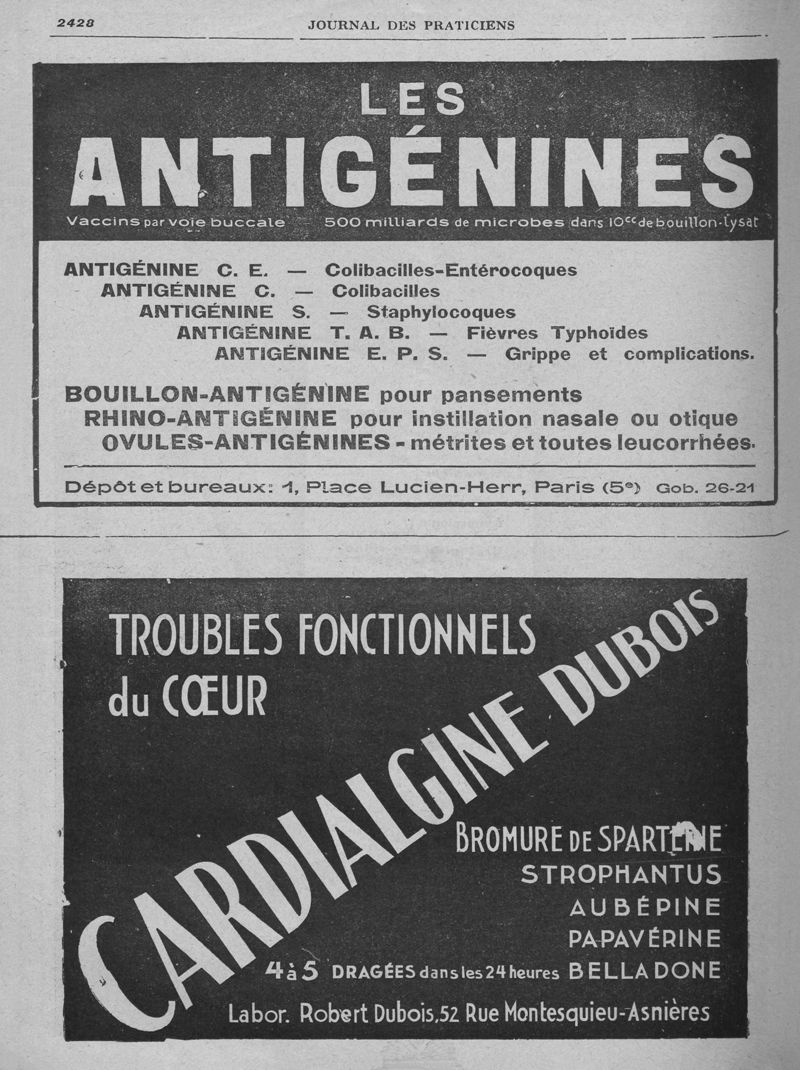 2428
JOURNAL DES PRATICIENS
LES
ANTIGÉNINES
Vaccins par voie buccale 500 milliards de microbes dans 10cc de bouillon-lysat
ANTIGÉNINE C. E. — Colibacilles-Entérocoques
ANTIGÉNINE C. — Colibacilles
ANTIGÉNINE S. — Staphylocoques
ANTIGÉNINE T. A. B. — Fièvres Typhoïdes
ANTIGÉNINE E. P. S. — Grippe et complications.
BOUILLON-ANTIGÉNINE pour pansements
RHINO-ANTIGÉNINE pour instillation nasale ou otique
OVULES-ANTIGÉNINES - métrites et toutes leucorrhées.
Dépôt et bureaux: 1, Place Lucien-Herr, Paris (5e) Gob. 26-21
TROUBLES FONCTIONNELS
du CŒUR
CARDIALGINE DUBOIS
BROMURE DE SPARTEINE
STROPHANTUS
AUBÉPINE
PAPAVÉRINE
4 à 5 DRAGÉES dans les 24 heures BELLADONE
Labor. Robert Dubois, 52 Rue Montesquieu-Asnières